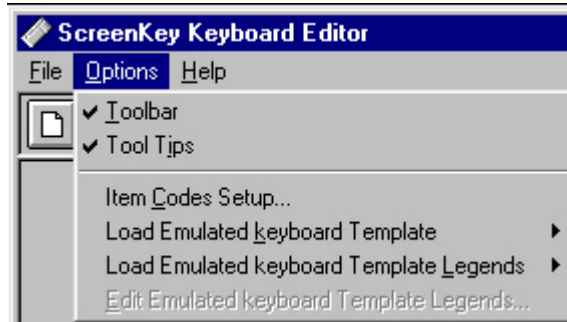 ScreenKey Keyboard Editor
File Options Help
Toolbar
Tool Tips
Item Codes Setup...
Load Emulated keyboard Template
Load Emulated keyboard Template Legends
Edit Emulated keyboard Template Legends...